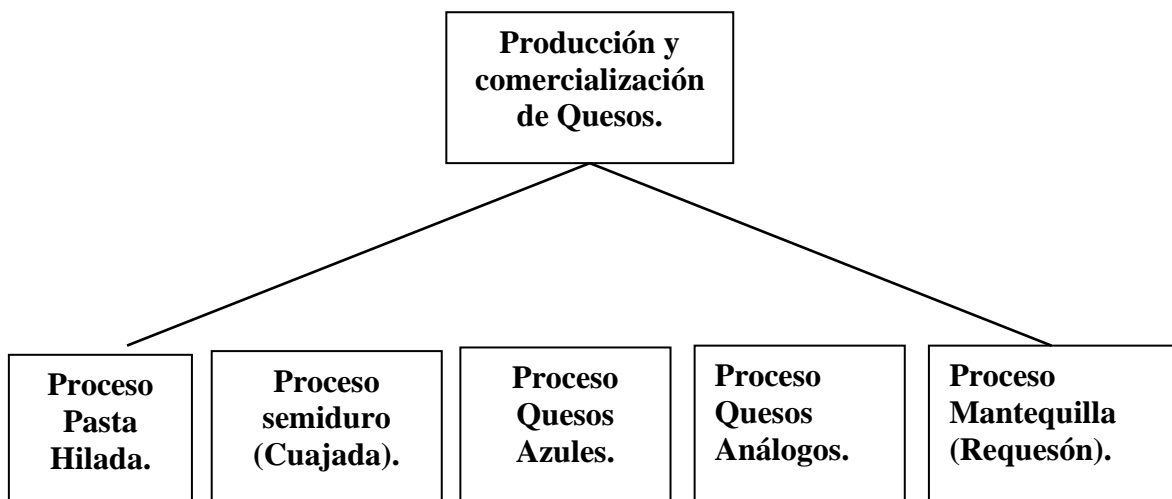 Producción y
comercialización
de Quesos.
Proceso
Pasta
Hilada.
Proceso
semiduro
(Cuajada).
Proceso
Quesos
Azules.
Proceso
Quesos
Análogos.
Proceso
Mantequilla
(Requesón).